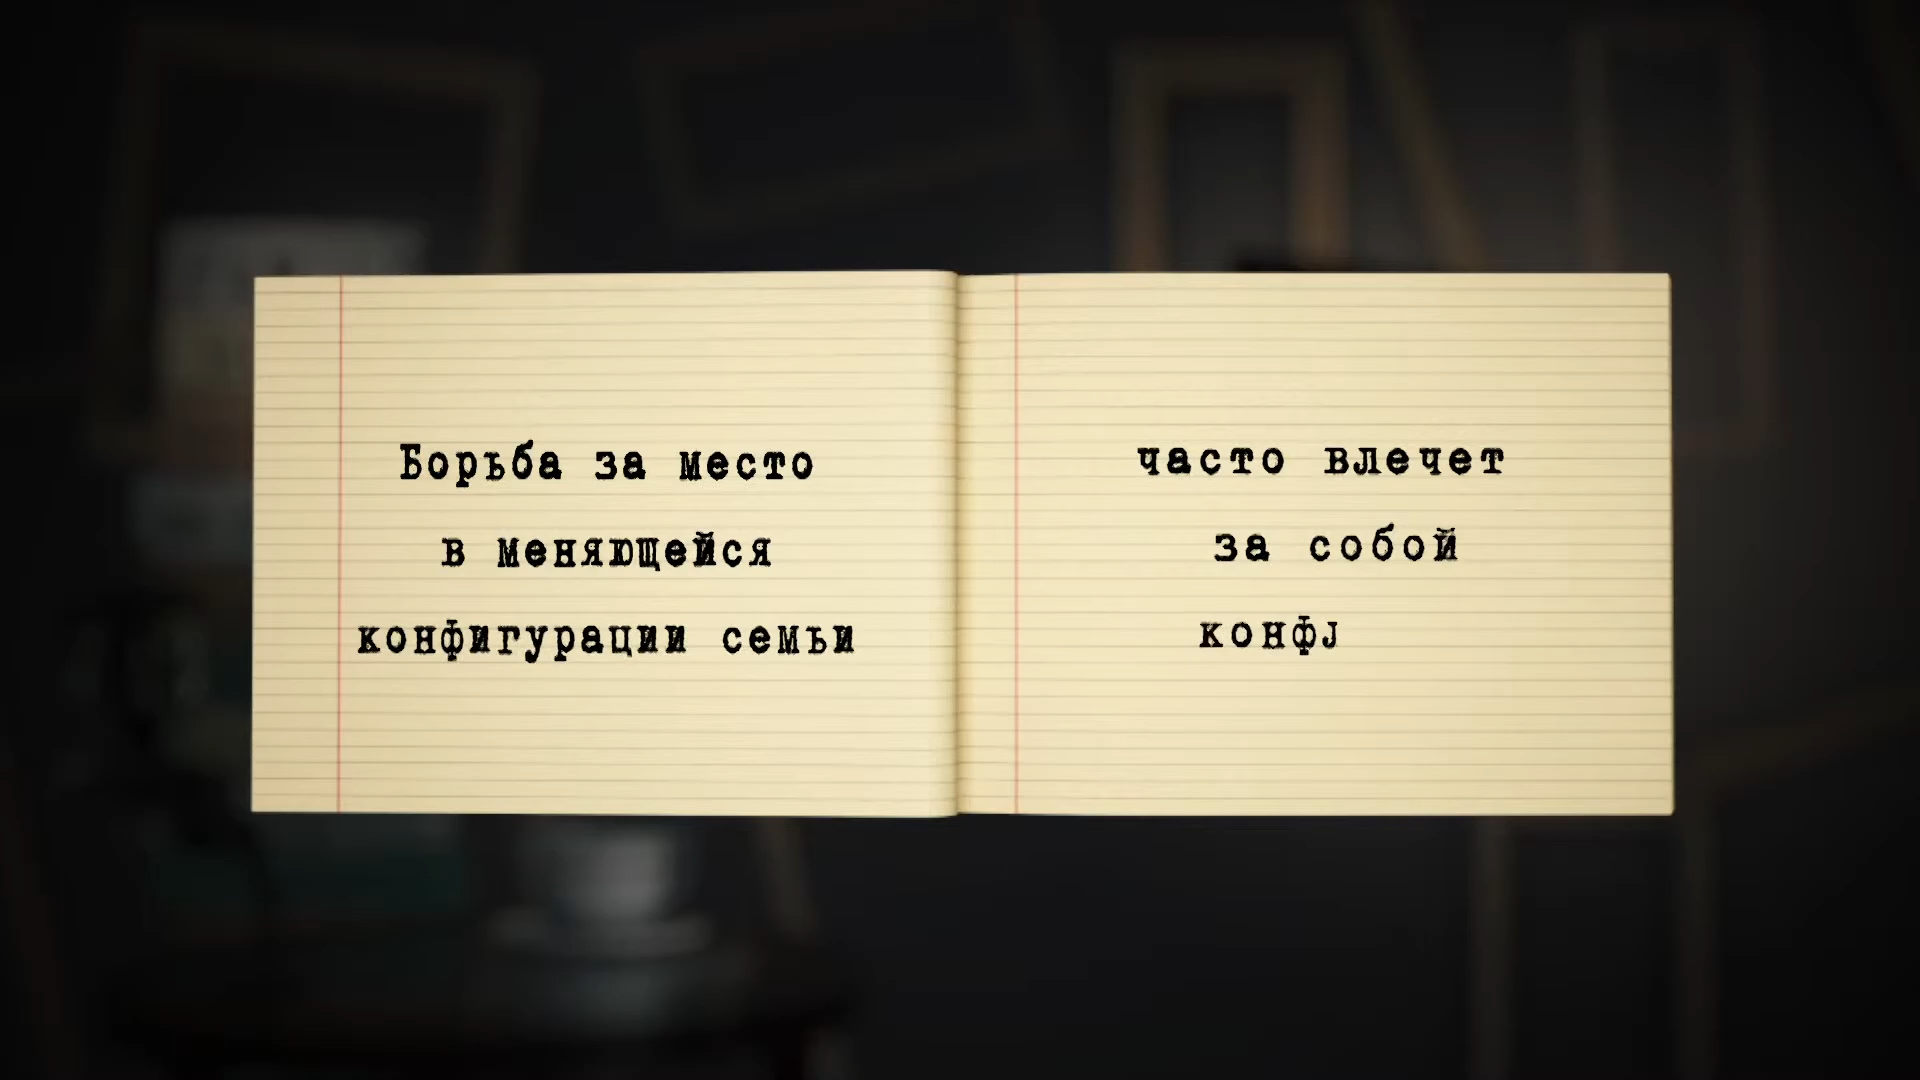 Борьба за место
в меняющейся
конфигурации семьи
часто влечет
за собой